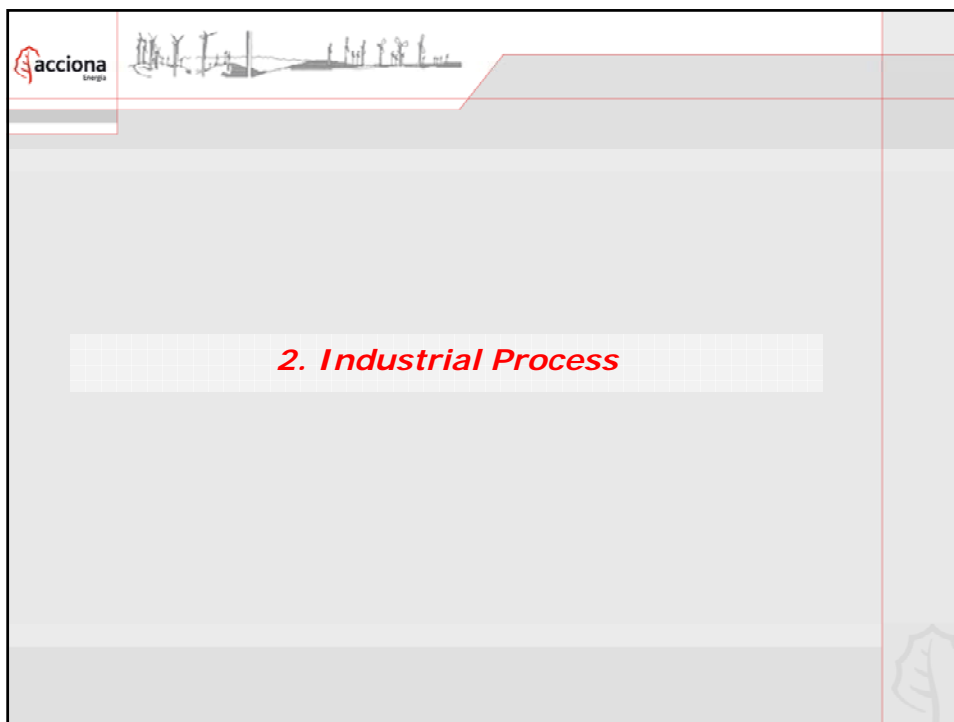 acciona
Energía
2. Industrial Process